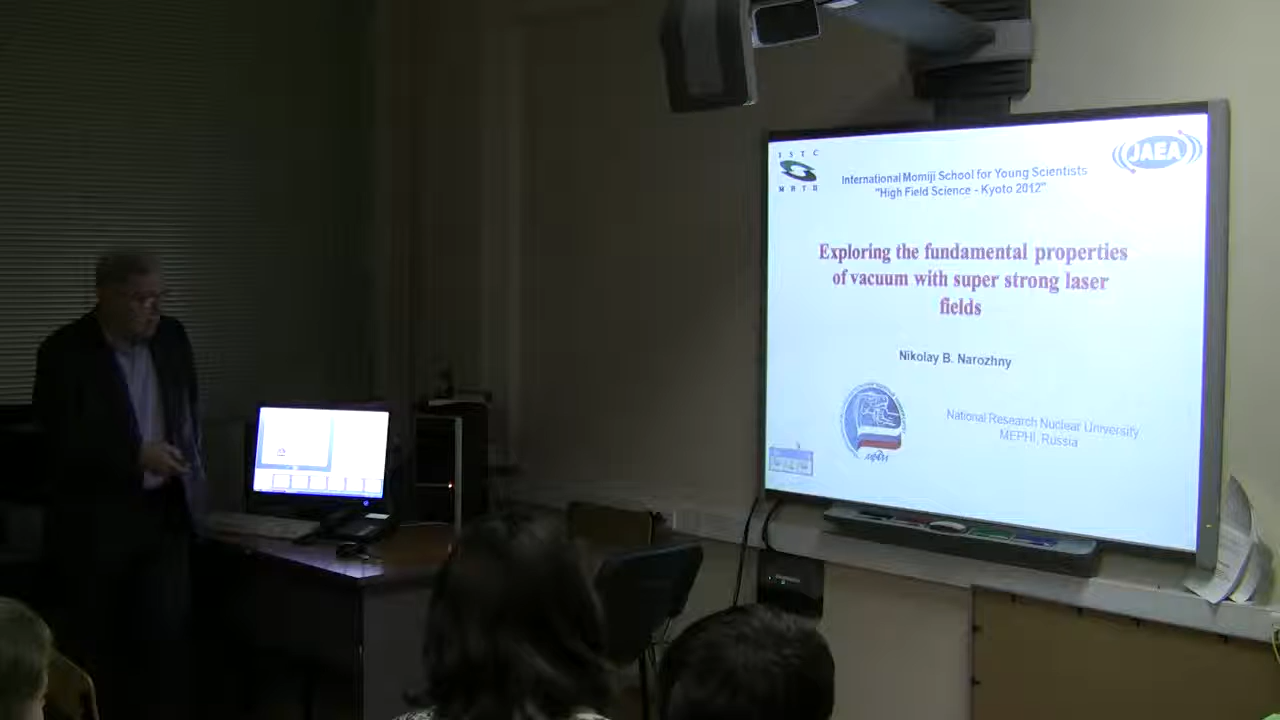 I S T C
М Н Т Ц
JAEA
International Momiji School for Young Scientists
"High Field Science - Kyoto 2012"
Exploring the fundamental properties
of vacuum with super strong laser
fields
Nikolay B. Narozhny
National Research Nuclear University
MEPHI, Russia
МИФИ